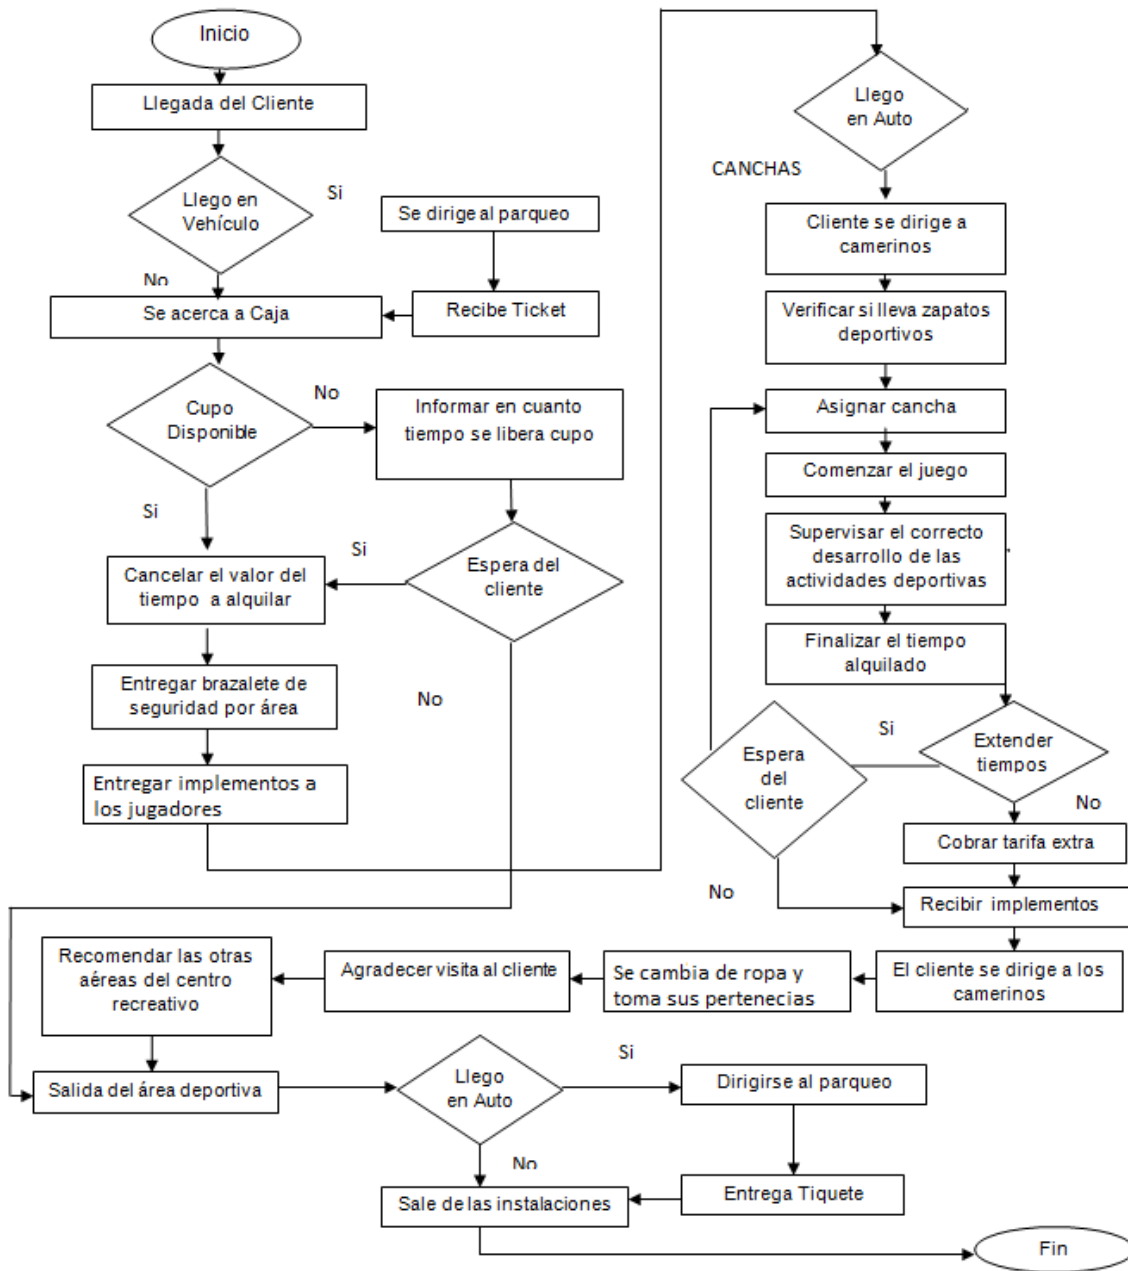 Inicio
Llegada del Cliente
Llego en
Vehículo
Si
No
Se dirige al parqueo
Recibe Ticket
Se acerca a Caja
Cupo
Disponible
No
Si
Informar en cuanto
tiempo se libera cupo
Espera del
cliente
Si
No
Cancelar el valor del
tiempo a alquilar
Entregar brazalete de
seguridad por área
Entregar implementos a
los jugadores
Llego
en Auto
CANCHAS
Cliente se dirige a
camerinos
Verificar si lleva zapatos
deportivos
Asignar cancha
Comenzar el juego
Supervisar el correcto
desarrollo de las
actividades deportivas
Finalizar el tiempo
alquilado
Extender
tiempos
Si
No
Espera
del
cliente
No
Cobrar tarifa extra
Recibir implementos
El cliente se dirige a los
camerinos
Se cambia de ropa y
toma sus pertenecias
Agradecer visita al cliente
Recomendar las otras
aéreas del centro
recreativo
Salida del área deportiva
Llego
en Auto
Si
No
Dirigirse al parqueo
Entrega Tiquete
Sale de las instalaciones
Fin